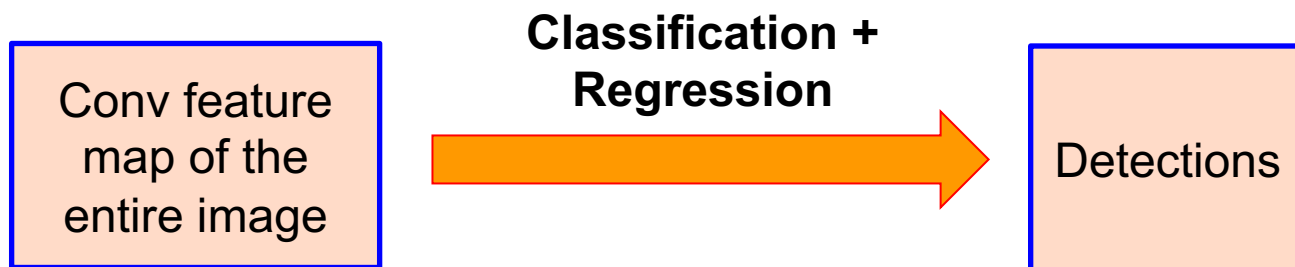 Conv feature
map of the
entire image
Classification +
Regression
Detections